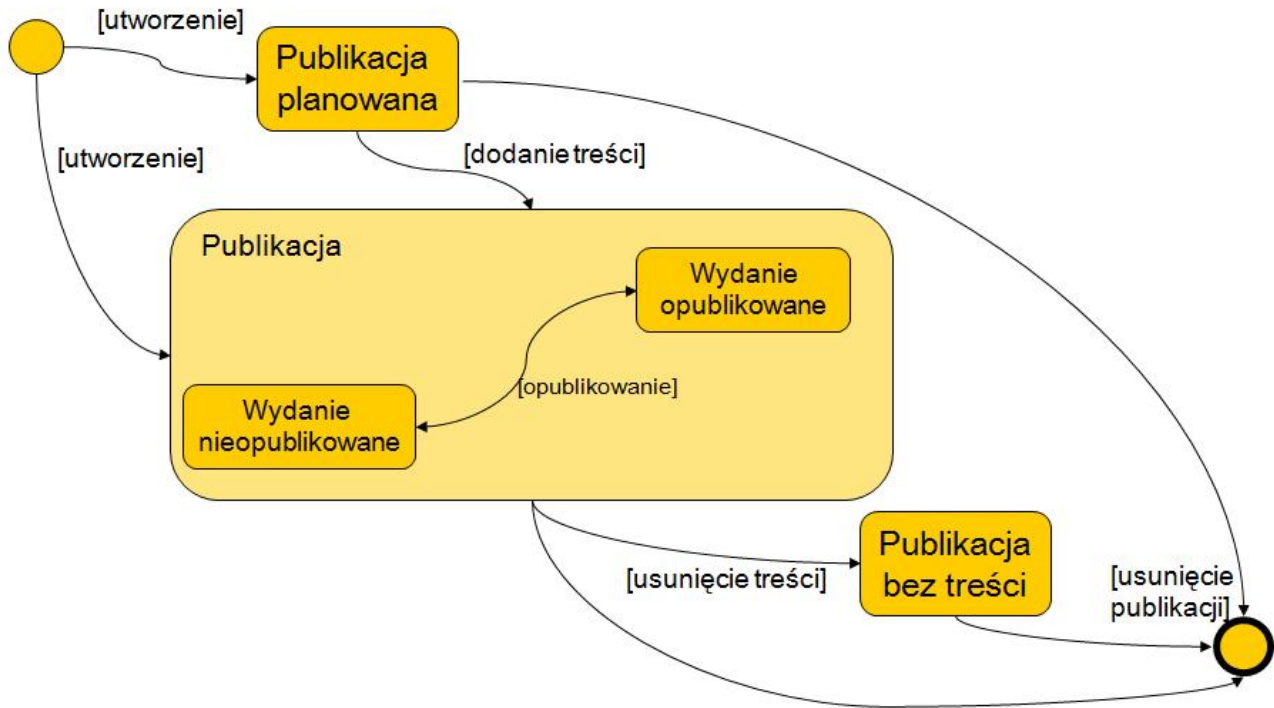 [utworzenie]
Publikacja
planowana
[utworzenie]
[dodanie treści]
Publikacja
Wydanie
opublikowane
[opublikowanie]
Wydanie
nieopublikowane
Publikacja
bez treści
[usunięcie treści]
[usunięcie
publikacji]